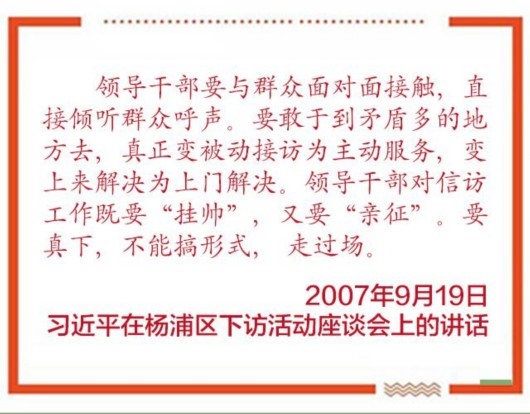 领导干部要与群众面对面接触，直
接倾听群众呼声。要敢于到矛盾多的地
方去，真正变被动接访为主动服务，变
上来解决为上门解决。领导干部对信访
工作既要“挂帅”，又要“亲征”。要
真下，不能搞形式， 走过场。
2007年9月19日
习近平在杨浦区下访活动座谈会上的讲话